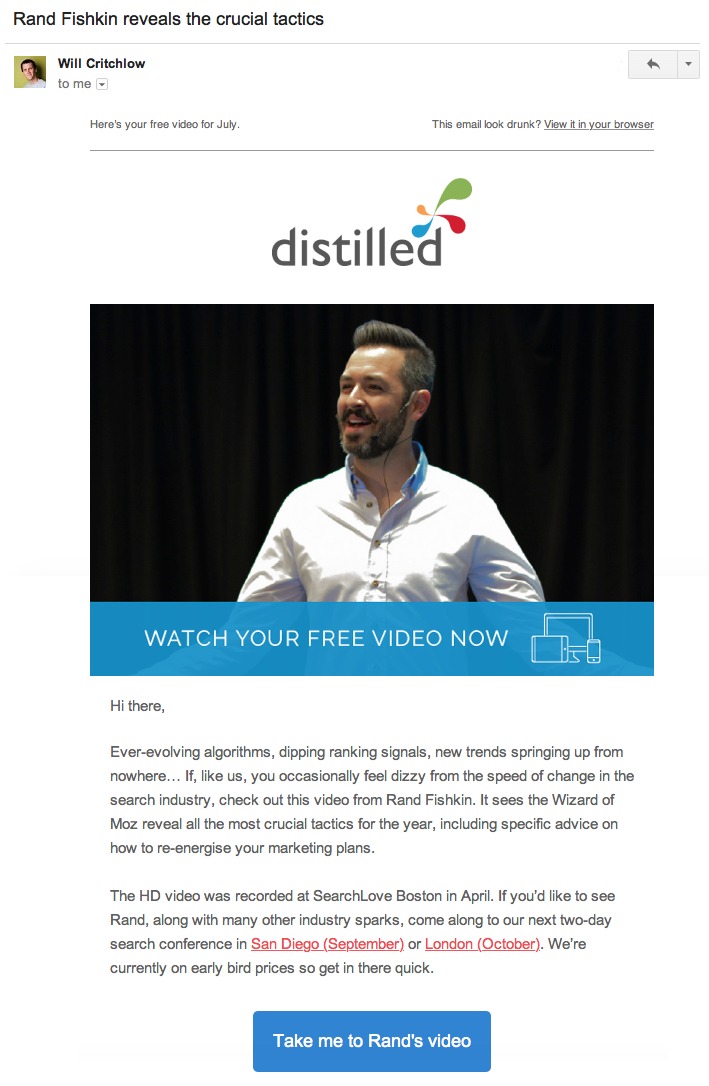 Rand Fishkin reveals the crucial tactics
Will Critchlow
to me
Here's your free video for July.
This email look drunk? View it in your browser
distilled
WATCH YOUR FREE VIDEO NOW
Hi there,
Ever-evolving algorithms, dipping ranking signals, new trends springing up from
nowhere… If, like us, you occasionally feel dizzy from the speed of change in the
search industry, check out this video from Rand Fishkin. It sees the Wizard of
Moz reveal all the most crucial tactics for the year, including specific advice on
how to re-energise your marketing plans.
The HD video was recorded at SearchLove Boston in April. If you'd like to see
Rand, along with many other industry sparks, come along to our next two-day
search conference in San Diego (September) or London (October). We're
currently on early bird prices so get in there quick.
Take me to Rand's video